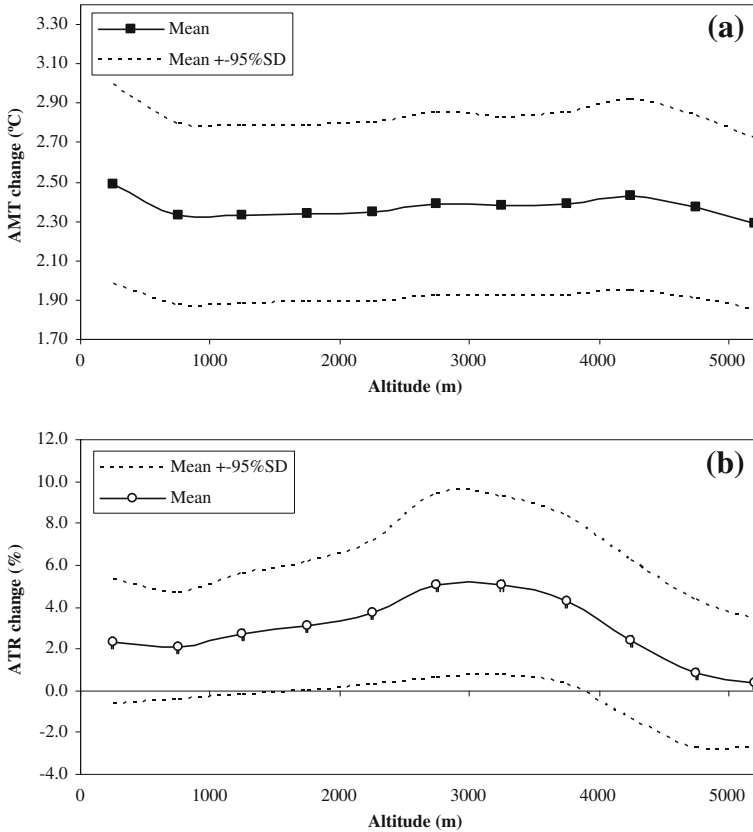 3.30
3.10
2.90
2.70
2.50
2.30
2.10
1.90
1.70
AMT change (ºC)
Mean
Mean +-95%SD
(a)
0 1000 2000 3000 4000 5000
Altitude (m)
12.0
10.0
8.0
6.0
4.0
2.0
0.0
-2.0
-4.0
ATR change (%)
Mean +-95%SD
Mean
(b)
0 1000 2000 3000 4000 5000
Altitude (m)